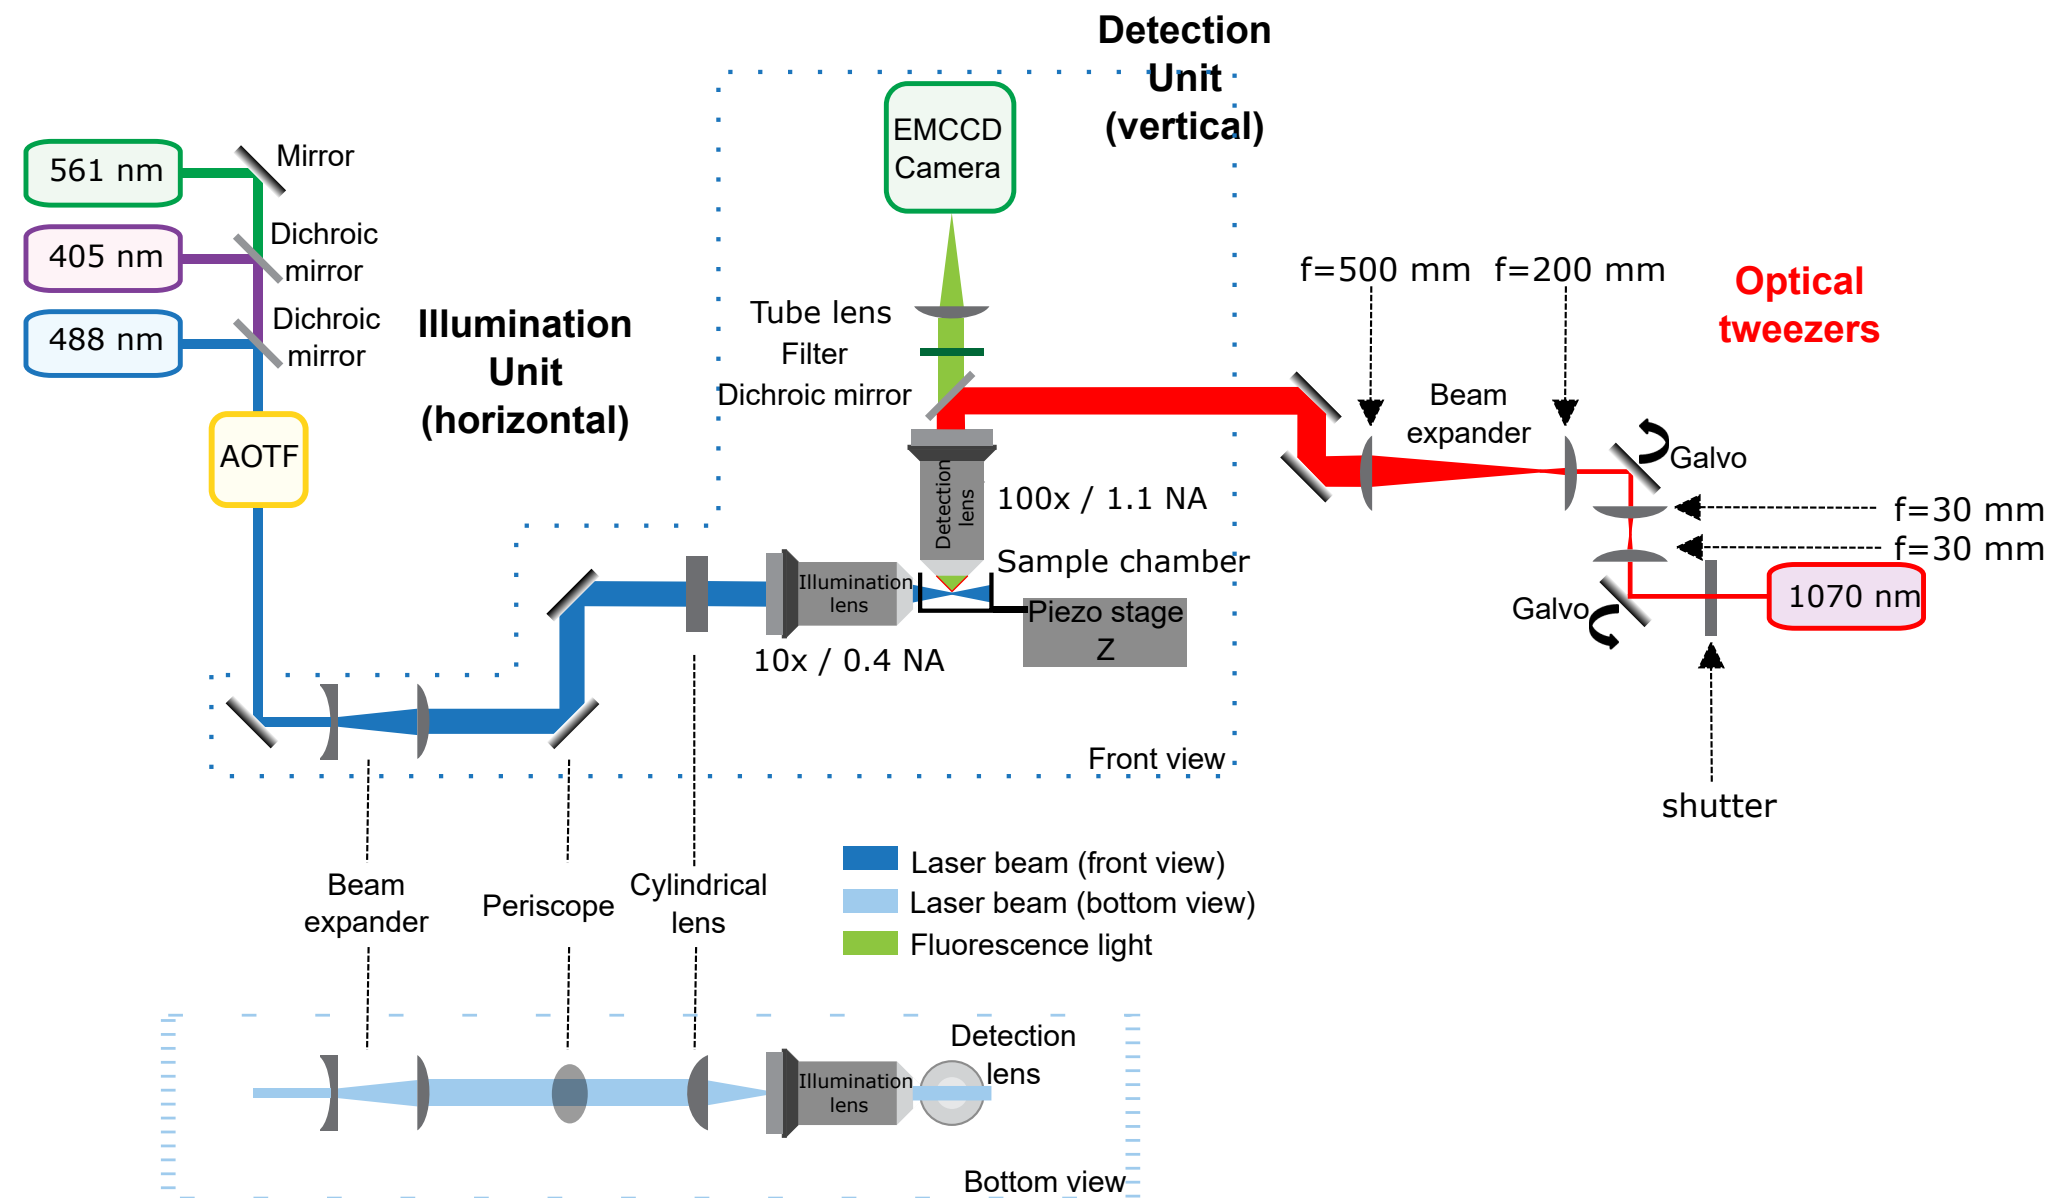 Detection
Unit
(vertical)
EMCCD
Camera
561 nm
Mirror
405 nm
Dichroic
mirror
488 nm
Dichroic
mirror
Illumination
Unit
(horizontal)
AOTF
Tube lens
Filter
Dichroic mirror
f=500 mm
f=200 mm
Optical
tweezers
Beam
expander
Galvo
Detection
lens
100x / 1.1 NA
f=30 mm
f=30 mm
Sample chamber
Illumination
lens
Piezo stage
Z
10x / 0.4 NA
Galvo
1070 nm
shutter
Front view
Laser beam (front view)
Laser beam (bottom view)
Fluorescence light
Beam
expander
Periscope
Cylindrical
lens
Detection
lens
Illumination
lens
Bottom view